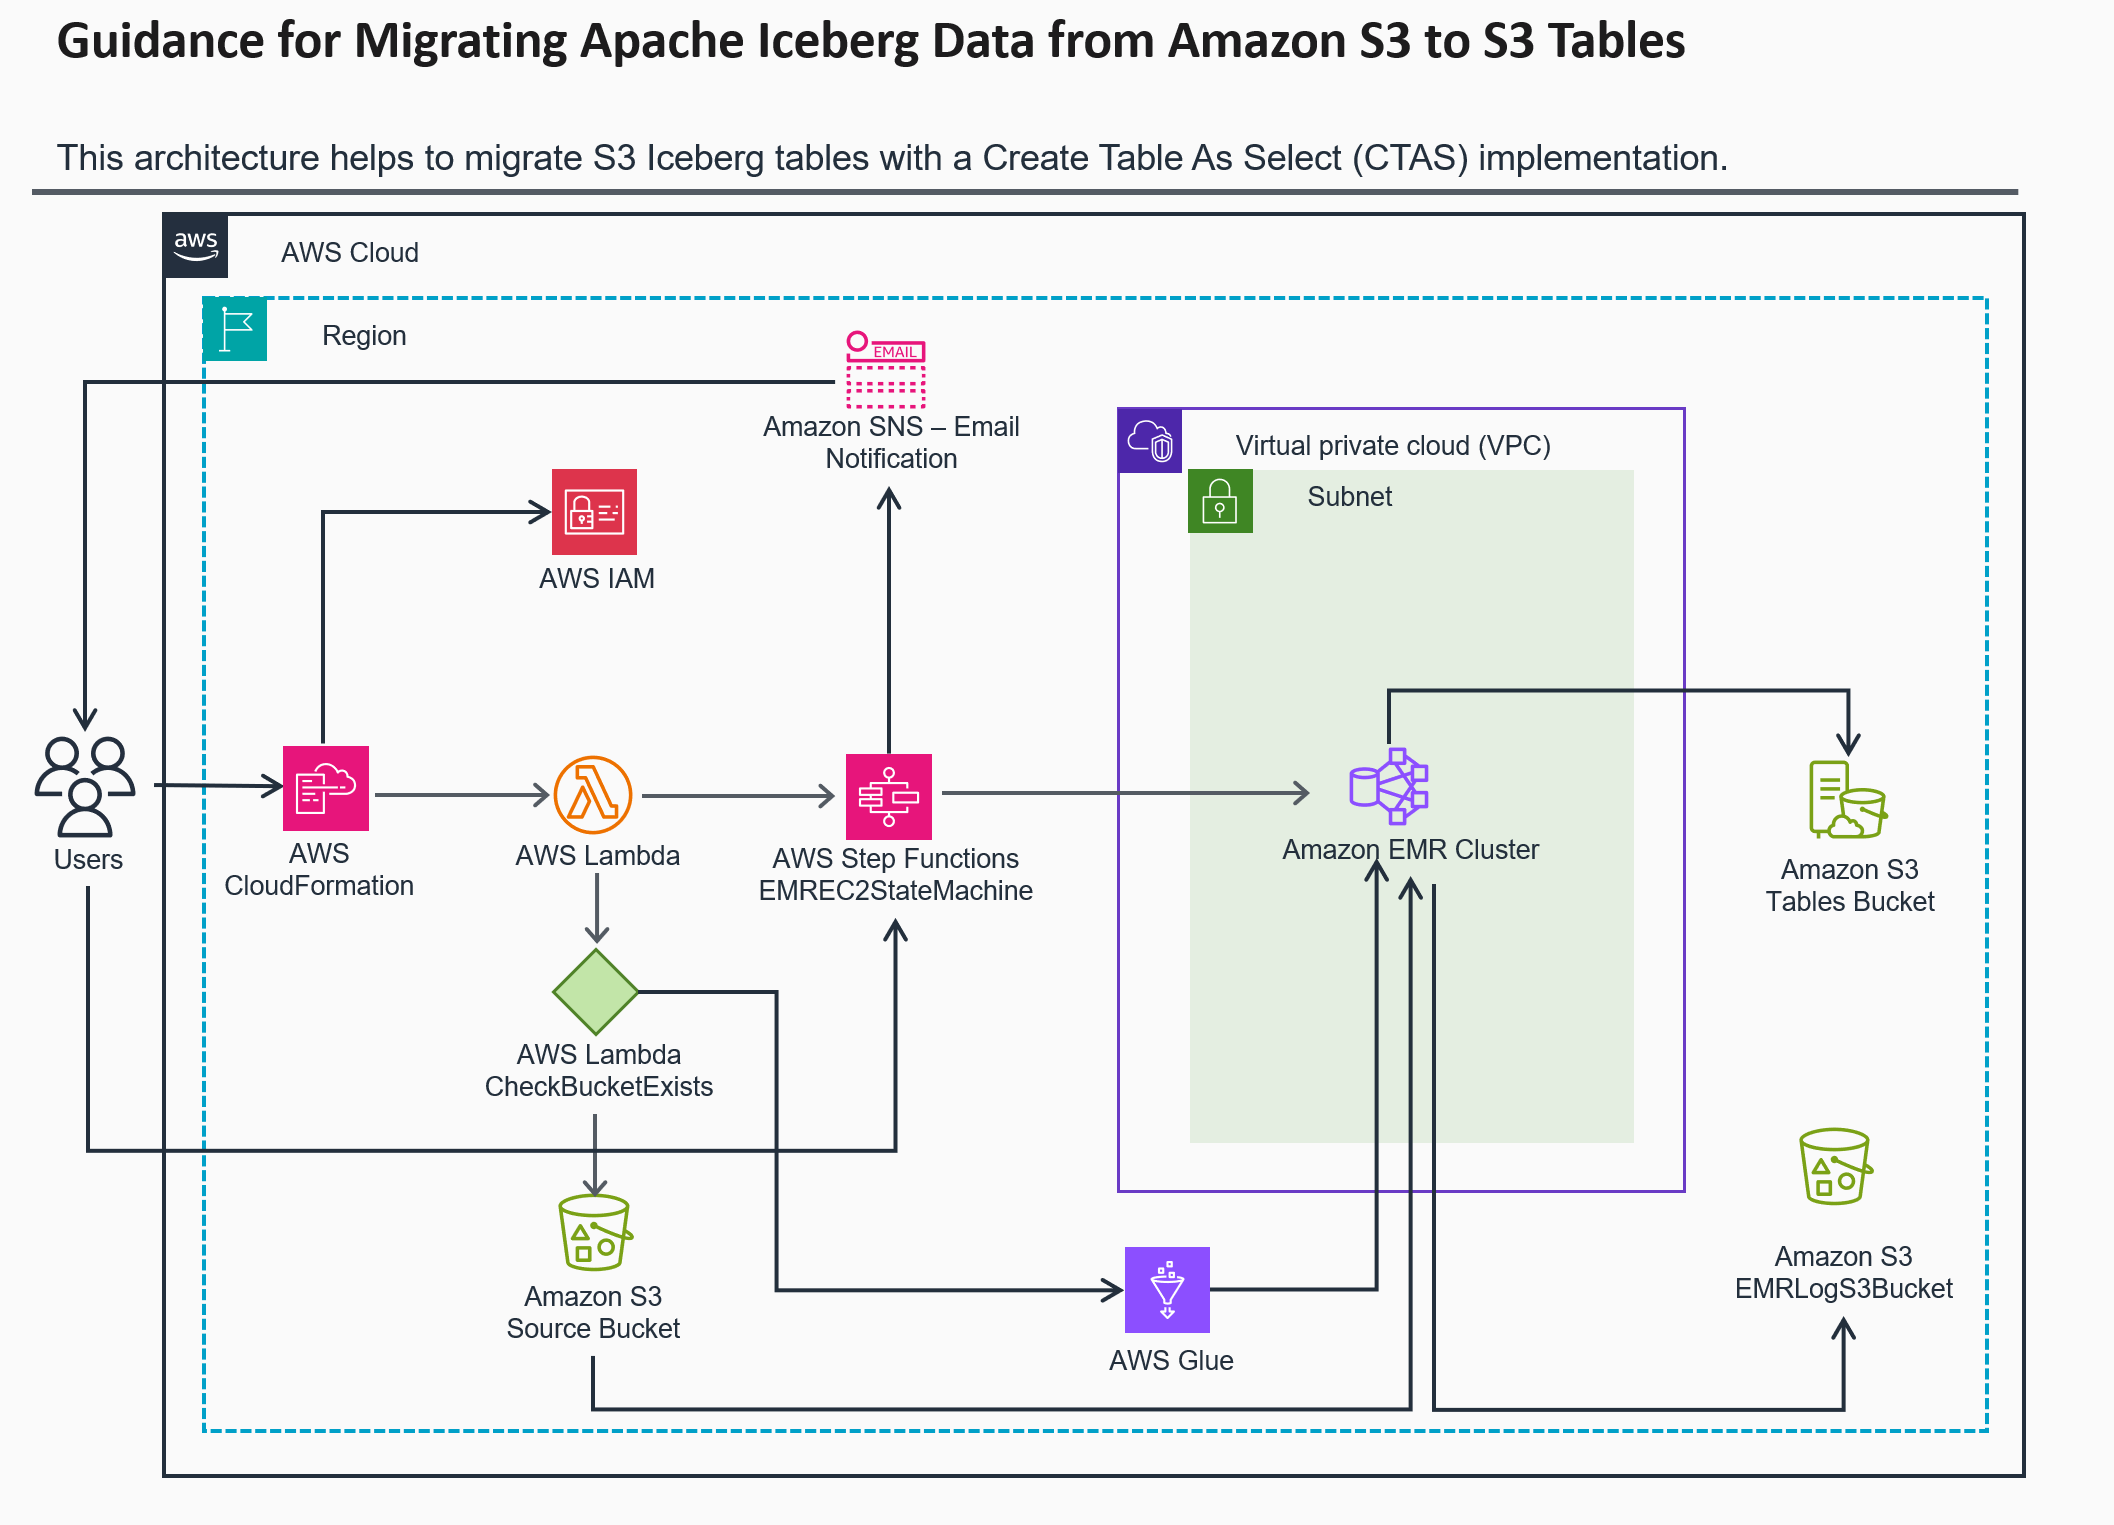 Guidance for Migrating Apache Iceberg Data from Amazon S3 to S3 Tables
This architecture helps to migrate S3 Iceberg tables with a Create Table As Select (CTAS) implementation.
aws
AWS Cloud
Region
EMAIL
Amazon SNS – Email
Notification
Virtual private cloud (VPC)
Subnet
AWS IAM
Users
AWS
CloudFormation
AWS Lambda
AWS Step Functions
EMREC2StateMachine
Amazon EMR Cluster
Amazon S3
Tables Bucket
AWS Lambda
CheckBucketExists
Amazon S3
Source Bucket
AWS Glue
Amazon S3
EMRLogS3Bucket